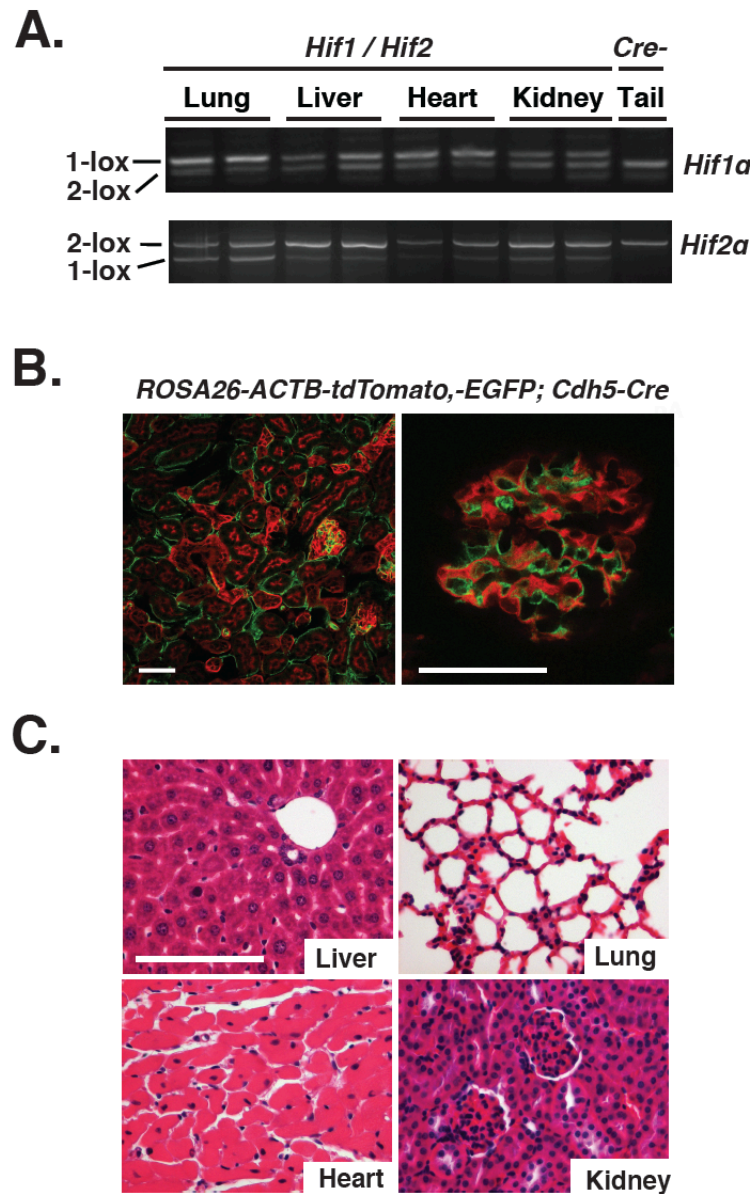 A.
Hif1 / Hif2 Cre-
Lung Liver Heart Kidney Tail
1-lox
2-lox
Hif1α
2-lox
1-lox
Hif2α
B.
ROSA26-ACTB-tdTomato,-EGFP; Cdh5-Cre
C.
Liver
Lung
Heart
Kidney